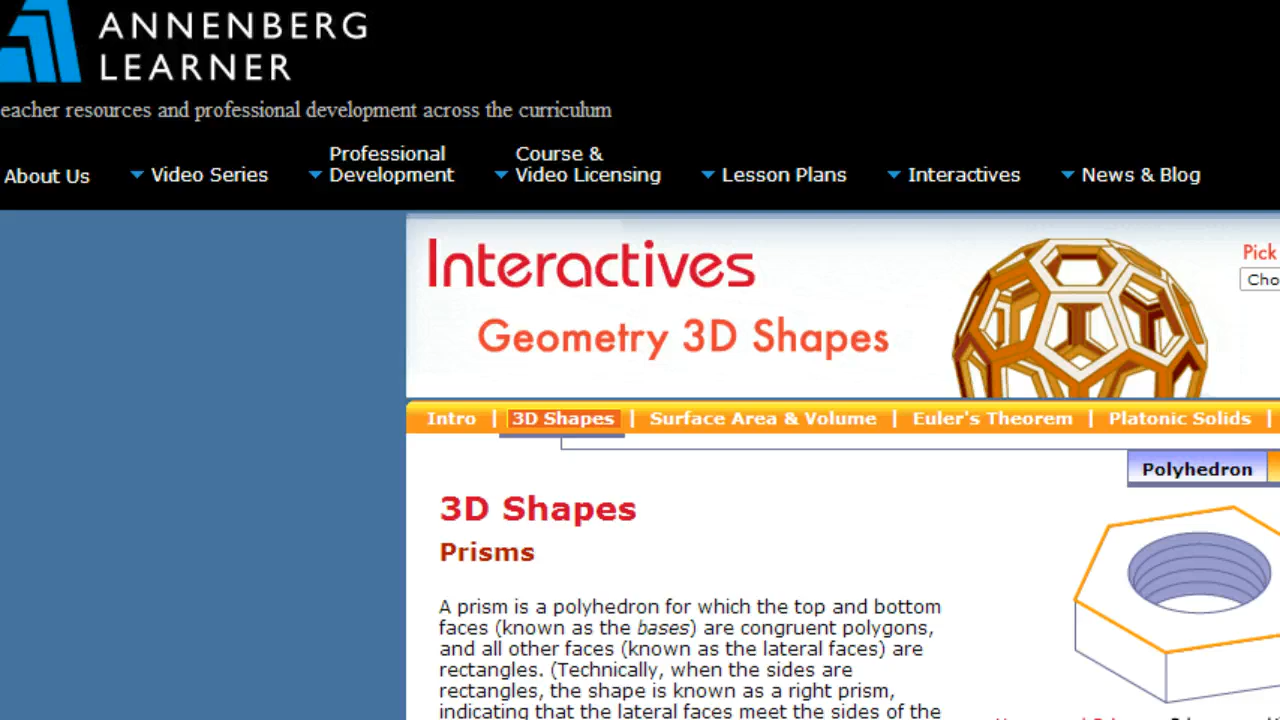 ANNENBERG
LEARNER
eacher resources and professional development across the curriculum
About Us
Video Series
Professional
Development
Course &
Video Licensing
Lesson Plans
Interactives
News & Blog
Interactives
Geometry 3D Shapes
Pick
Cho
Intro | 3D Shapes | Surface Area & Volume | Euler's Theorem | Platonic Solids |
Polyhedron
3D Shapes
Prisms
A prism is a polyhedron for which the top and bottom
faces (known as the bases) are congruent polygons,
and all other faces (known as the lateral faces) are
rectangles. (Technically, when the sides are
rectangles, the shape is known as a right prism,
indicating that the lateral faces meet the sides of the